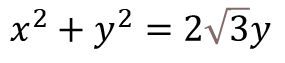 x² + y² = 2√3y